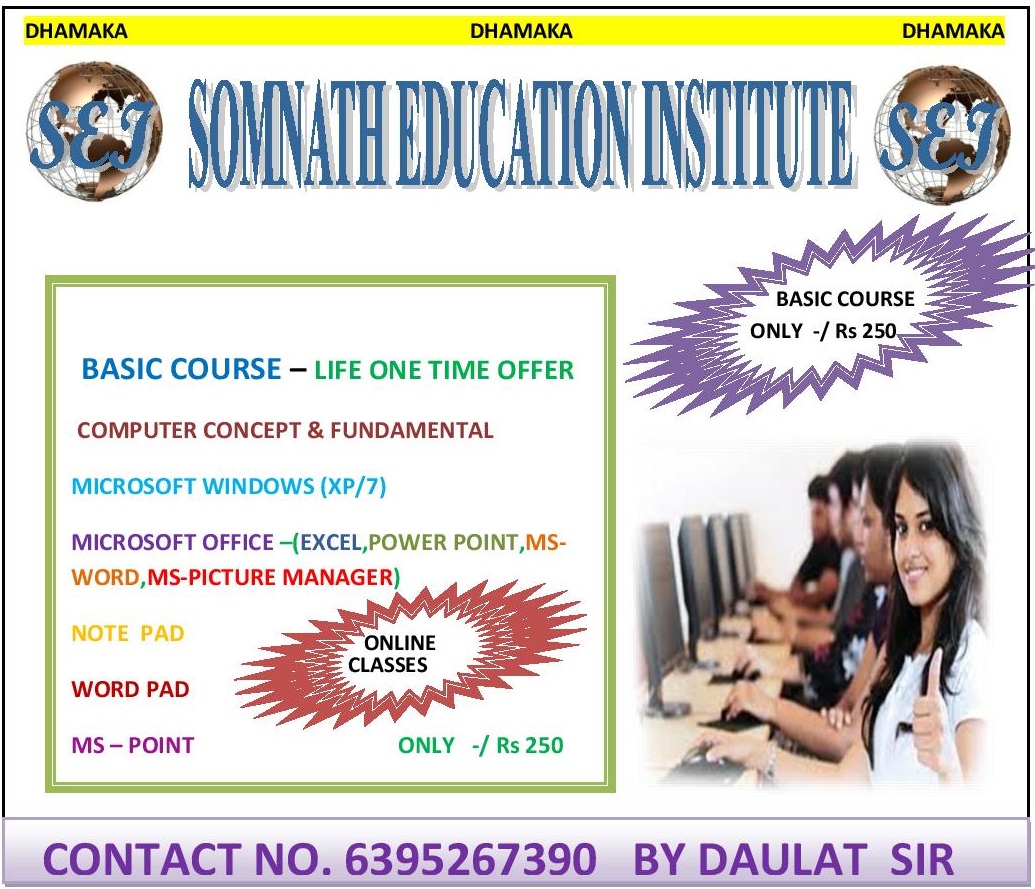 DHAMAKA DHAMAKA DHAMAKA
SEI SOMNATH EDUCATION INSTITUTE SEI
BASIC COURSE
ONLY -/ Rs 250
BASIC COURSE – LIFE ONE TIME OFFER
COMPUTER CONCEPT & FUNDAMENTAL
MICROSOFT WINDOWS (XP/7)
MICROSOFT OFFICE –(EXCEL,POWER POINT,MS-
WORD,MS-PICTURE MANAGER)
NOTE PAD
ONLINE
CLASSES
WORD PAD
MS – POINT ONLY -/ Rs 250
CONTACT NO. 6395267390 BY DAULAT SIR